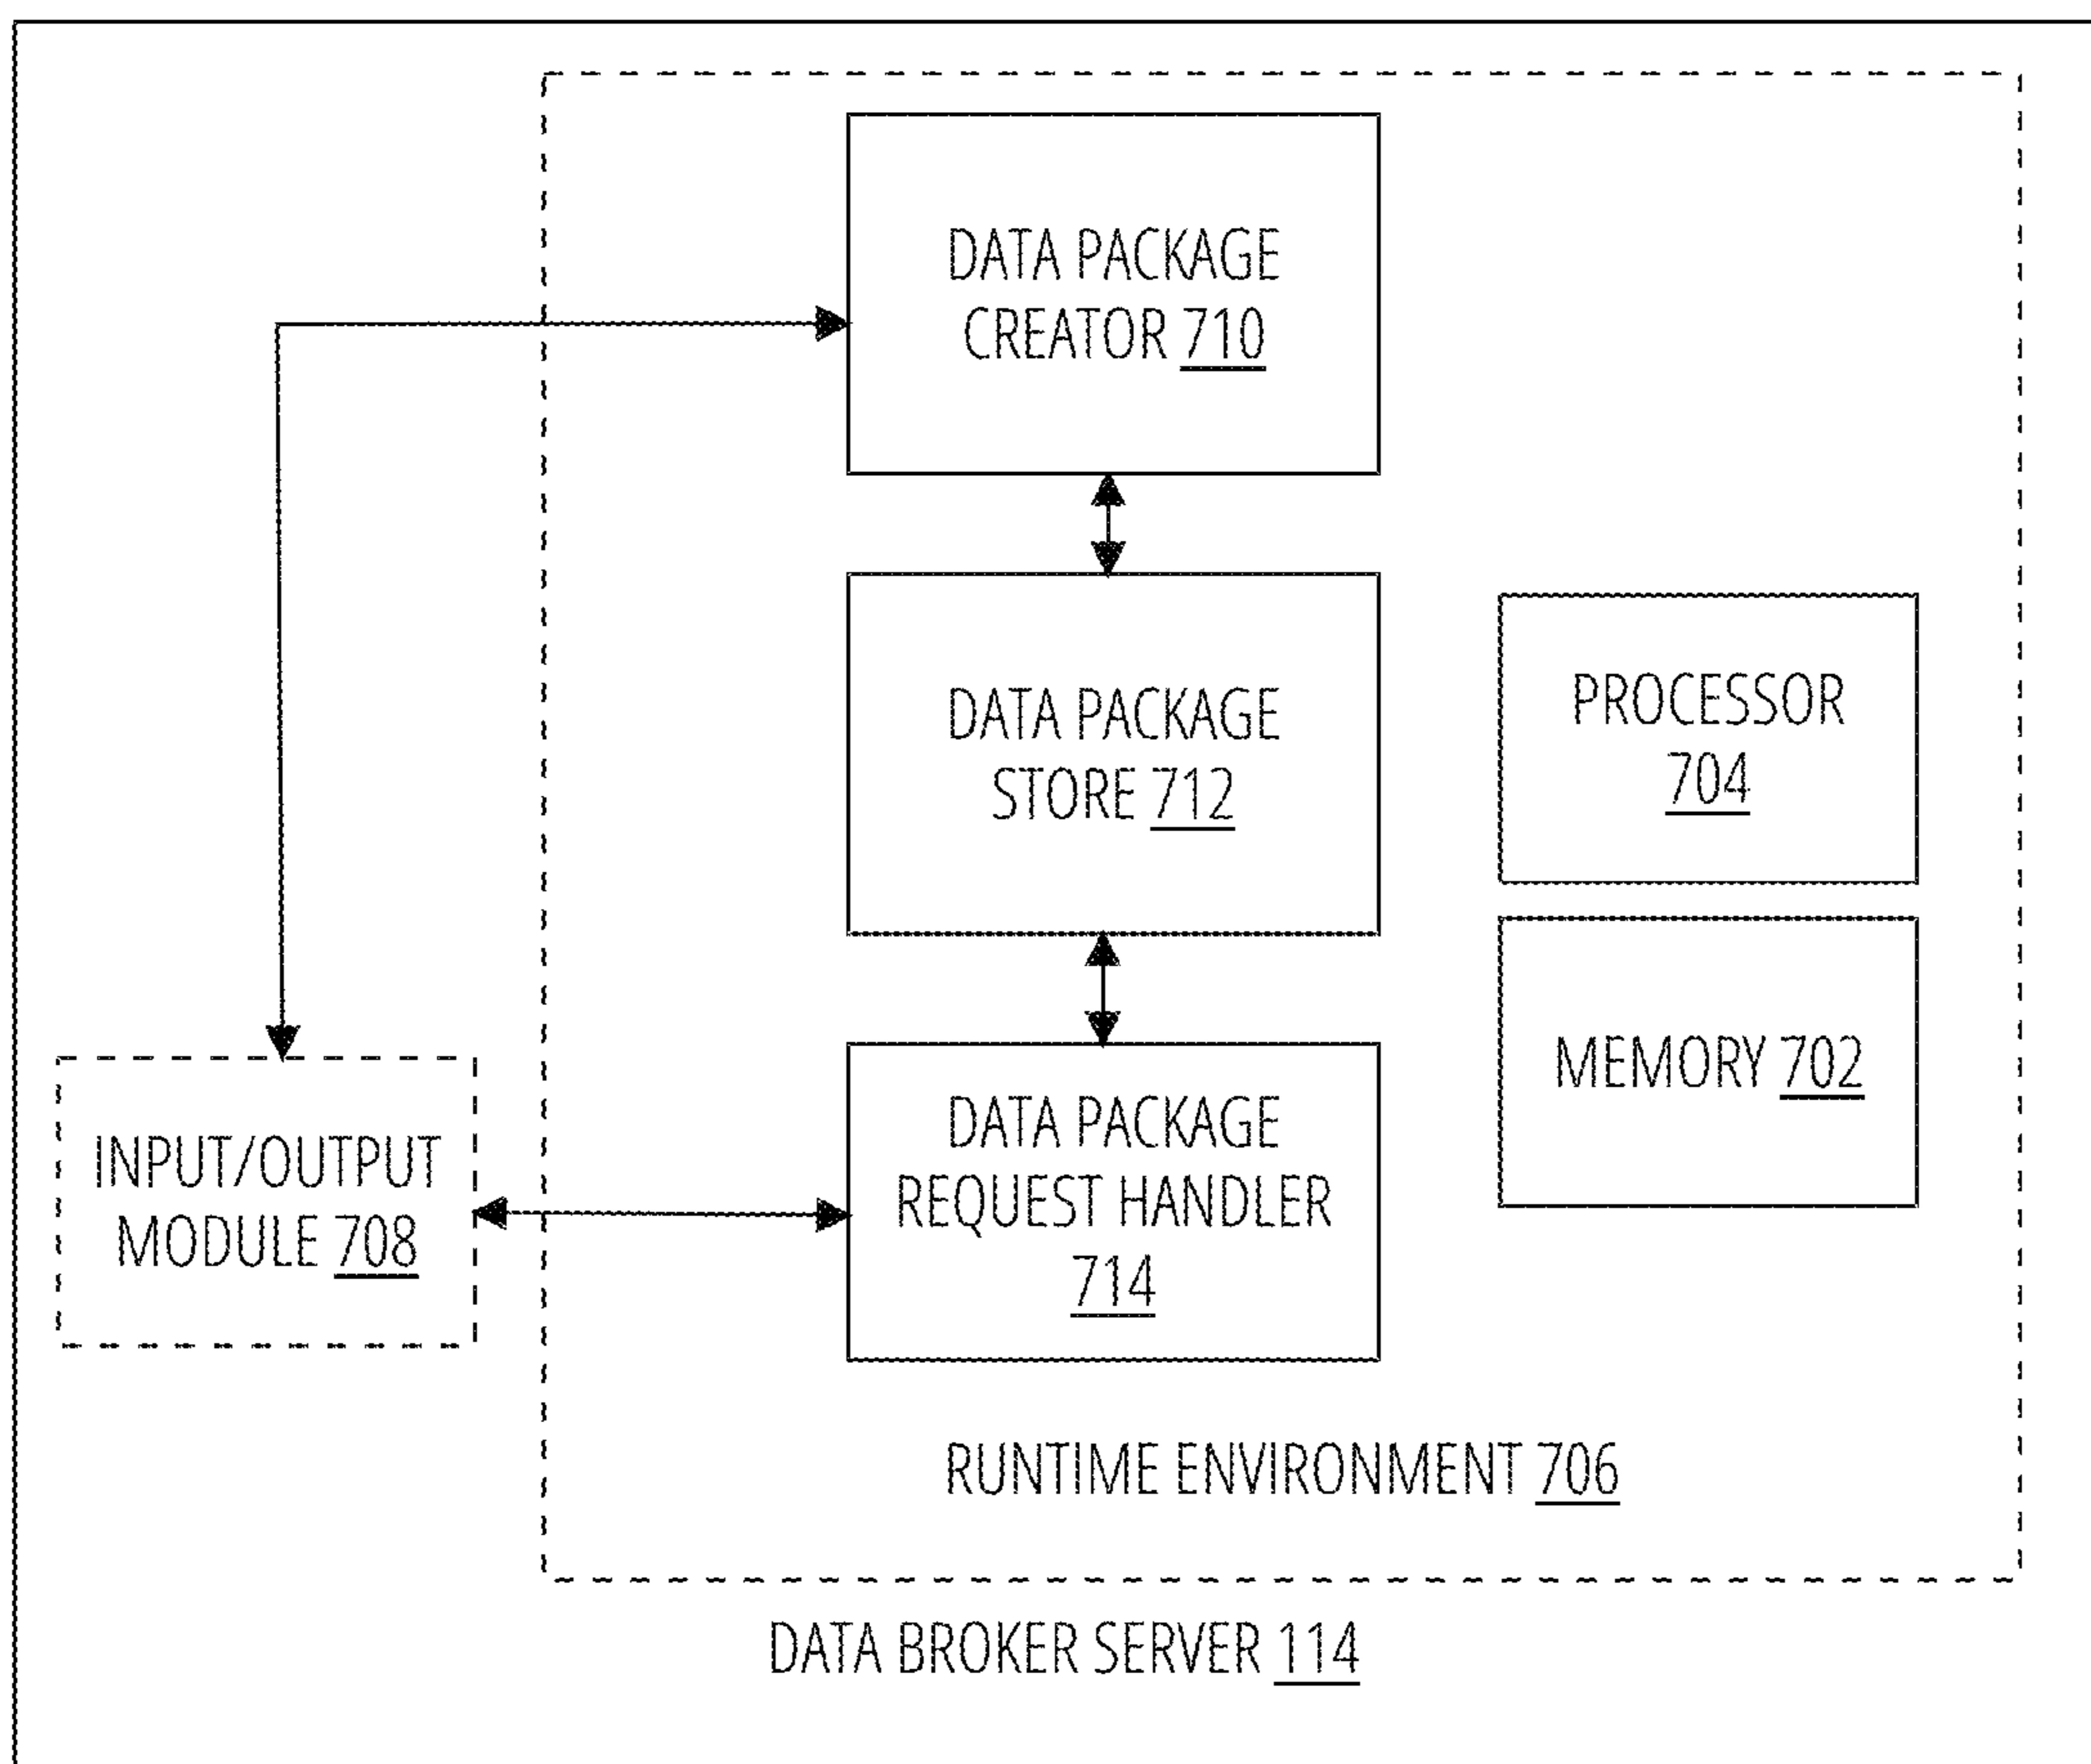 DATA PACKAGE
CREATOR 710
DATA PACKAGE
STORE 712
PROCESSOR
704
MEMORY 702
DATA PACKAGE
REQUEST HANDLER
714
INPUT/OUTPUT
MODULE 708
RUNTIME ENVIRONMENT 706
DATA BROKER SERVER 114